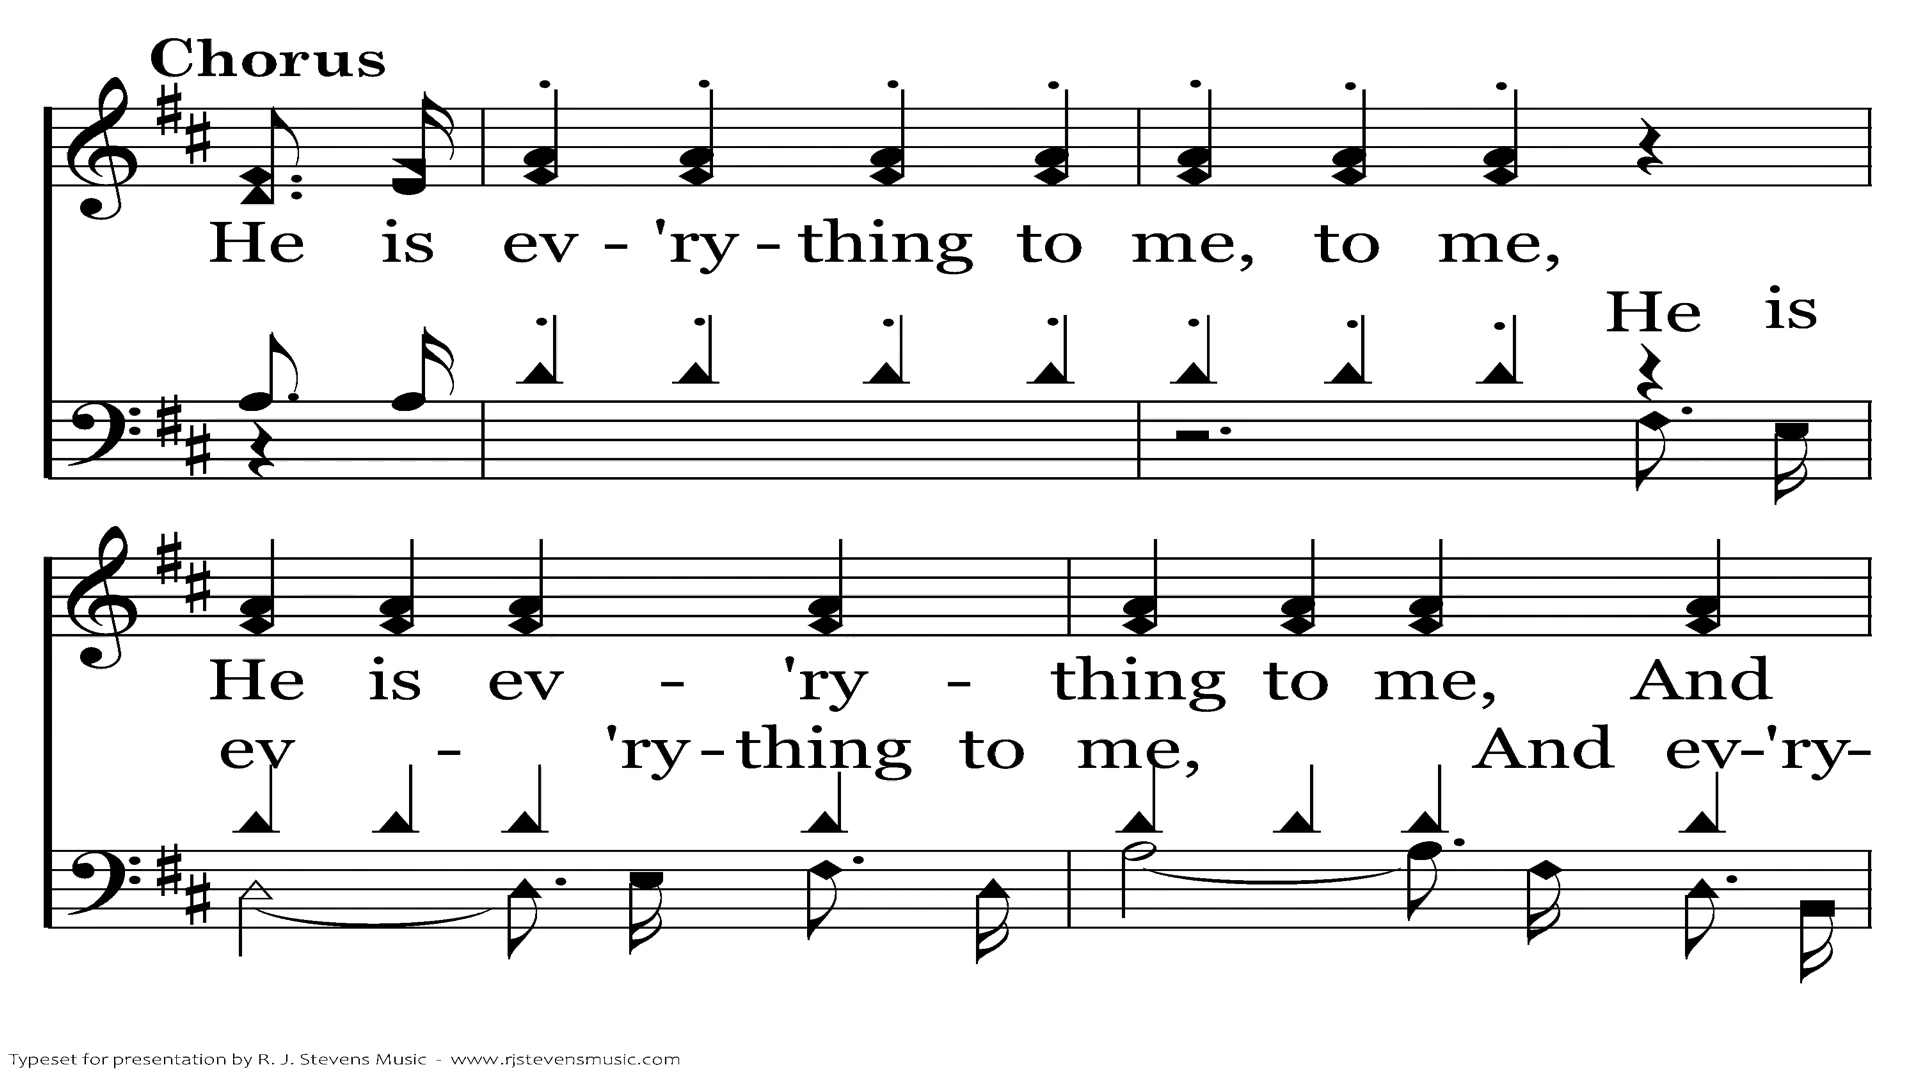 Chorus
He is ev - 'ry - thing to me, to me,
He is
He is ev - 'ry - thing to me, And
ev - 'ry - thing to me, And ev-'ry-
Typeset for presentation by R. J. Stevens Music - www.rjstevensmusic.com